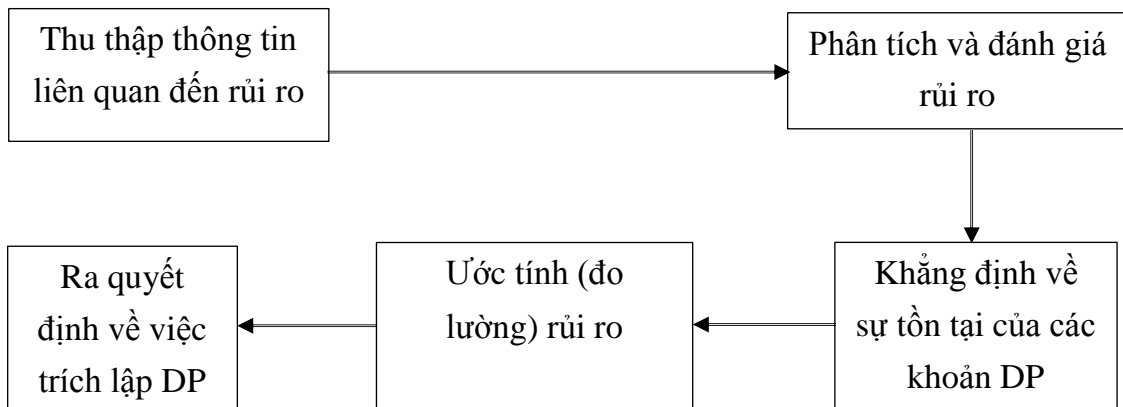 Thu thập thông tin
liên quan đến rủi ro
Phân tích và đánh giá
rủi ro
Khẳng định về
sự tồn tại của các
khoản DP
Ước tính (đo
lường) rủi ro
Ra quyết
định về việc
trích lập DP